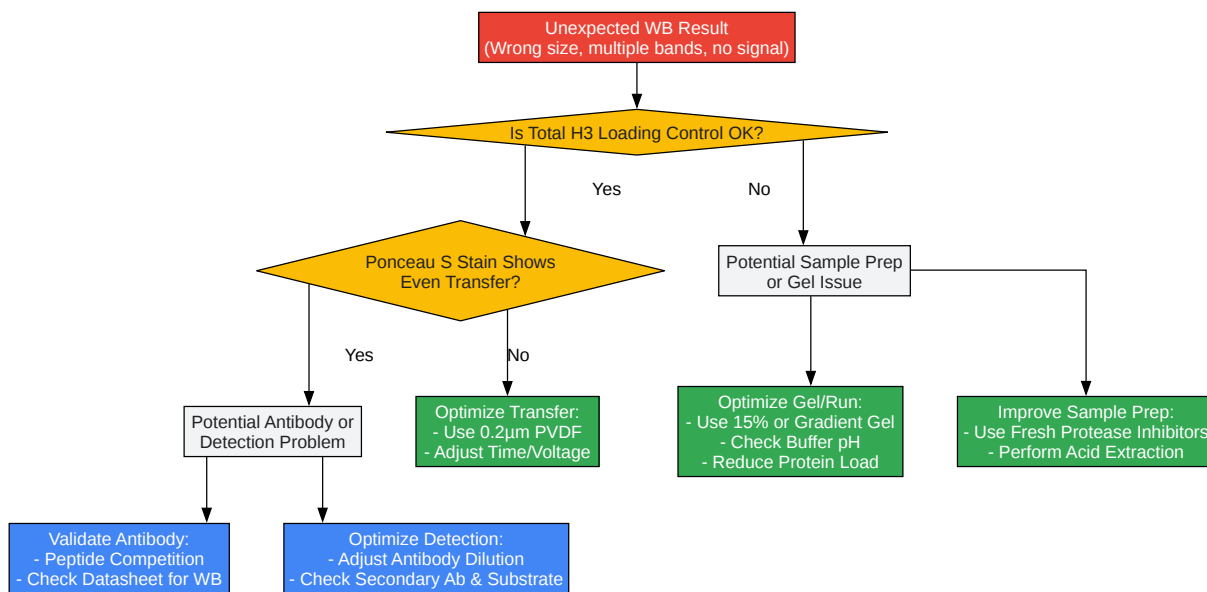 Unexpected WB Result
(Wrong size, multiple bands, no signal)
Is Total H3 Loading Control OK?
Yes
No
Ponceau S Stain Shows
Even Transfer?
Potential Sample Prep
or Gel Issue
Yes
No
Potential Antibody or
Detection Problem
Optimize Transfer:
- Use 0.2µm PVDF
- Adjust Time/Voltage
Optimize Gel/Run:
- Use 15% or Gradient Gel
- Check Buffer pH
- Reduce Protein Load
Improve Sample Prep:
- Use Fresh Protease Inhibitors
- Perform Acid Extraction
Validate Antibody:
- Peptide Competition
- Check Datasheet for WB
Optimize Detection:
- Adjust Antibody Dilution
- Check Secondary Ab & Substrate